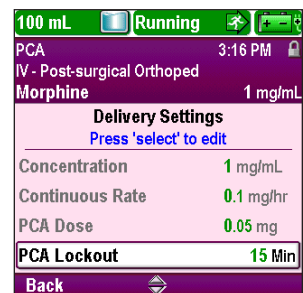 100 mL Running
PCA 3:16 PM
IV - Post-surgical Orthoped
Morphine 1 mg/mL
Delivery Settings
Press 'select' to edit
Concentration 1 mg/mL
Continuous Rate 0.1 mg/hr
PCA Dose 0.05 mg
PCA Lockout 15 Min
Back